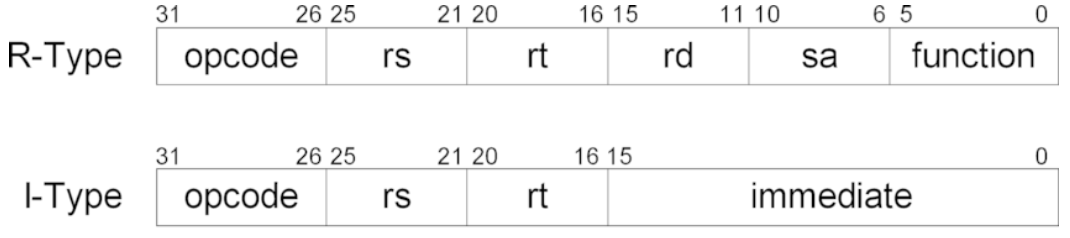 31 26 25 21 20 16 15 11 10 6 5 0
R-Type opcode rs rt rd sa function
31 26 25 21 20 16 15 0
I-Type opcode rs rt immediate